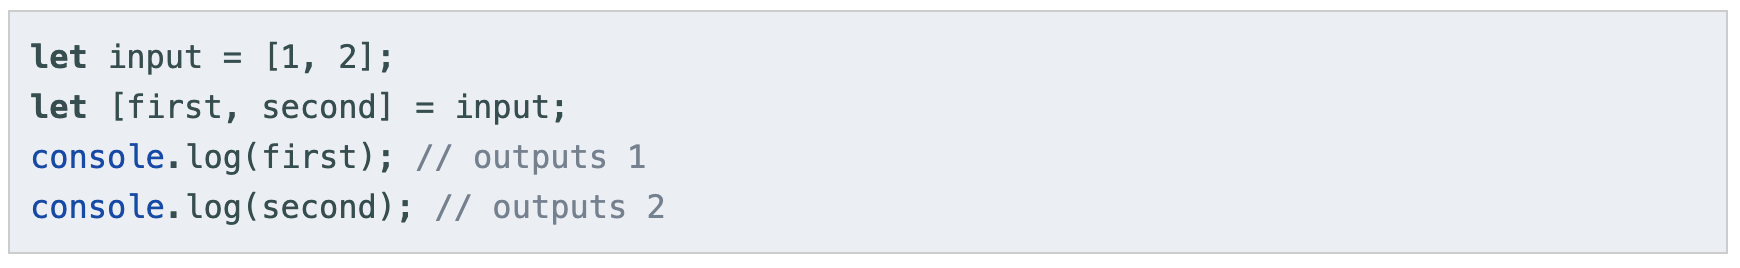 let input = [1, 2];
let [first, second] = input;
console.log(first); // outputs 1
console.log(second); // outputs 2